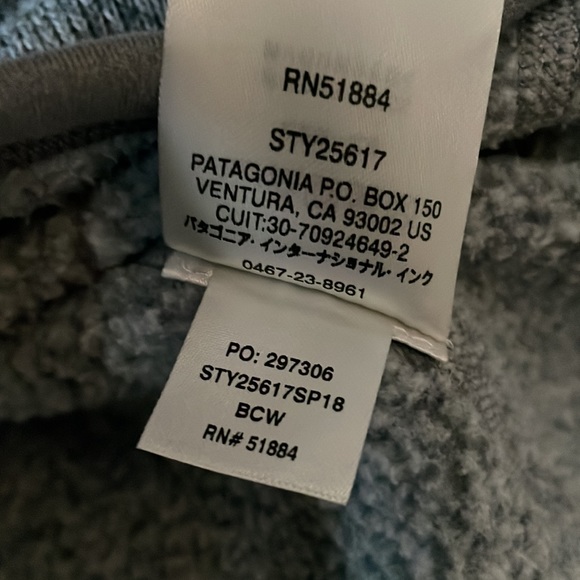 RN51884
STY25617
PATAGONIA P.O. BOX 150
VENTURA, CA 93002 US
CUIT:30-70924649-2
パタゴニア・インターナショナル・インク
0467-23-8961
PO: 297306
STY25617SP18
BCW
RN# 51884